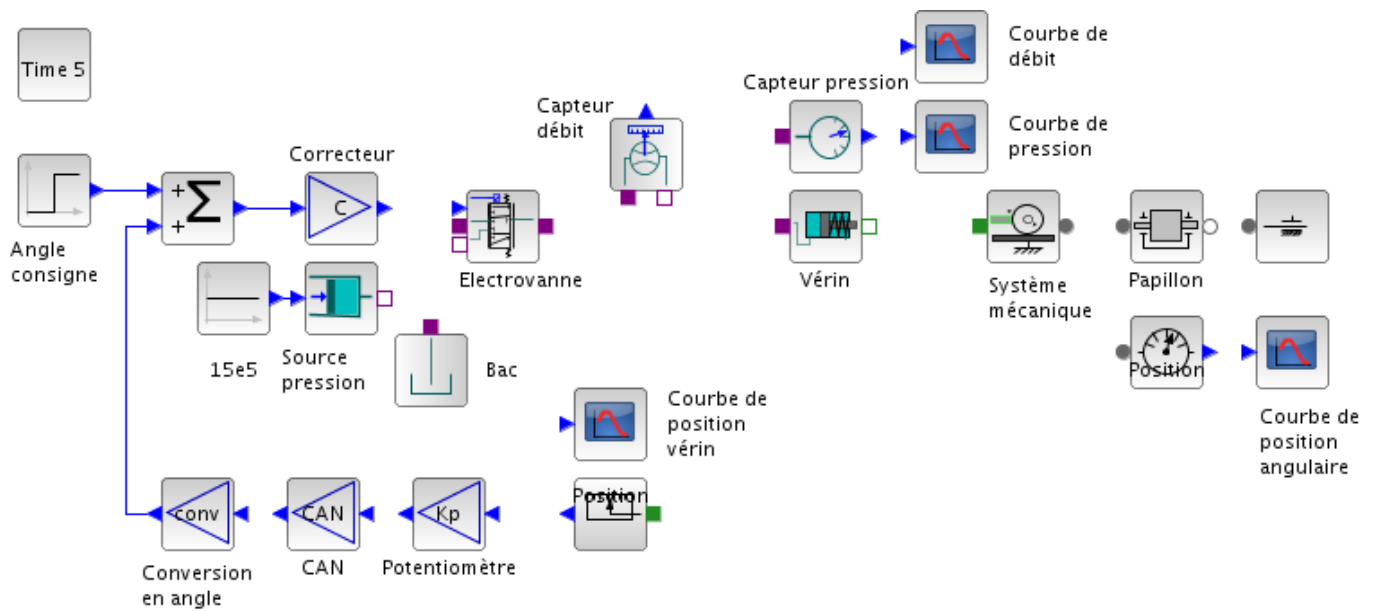 Time 5
Courbe de
débit
Capteur pression
Capteur
débit
Courbe de
pression
Correcteur
+
+
Σ
C
Angle
consigne
Electrovanne
Vérin
Système
mécanique
Papillon
15e5
Source
pression
Bac
Position
Courbe de
position
angulaire
Courbe de
position
vérin
conv
CAN
Kp
Position
Conversion
en angle
CAN
Potentiomètre